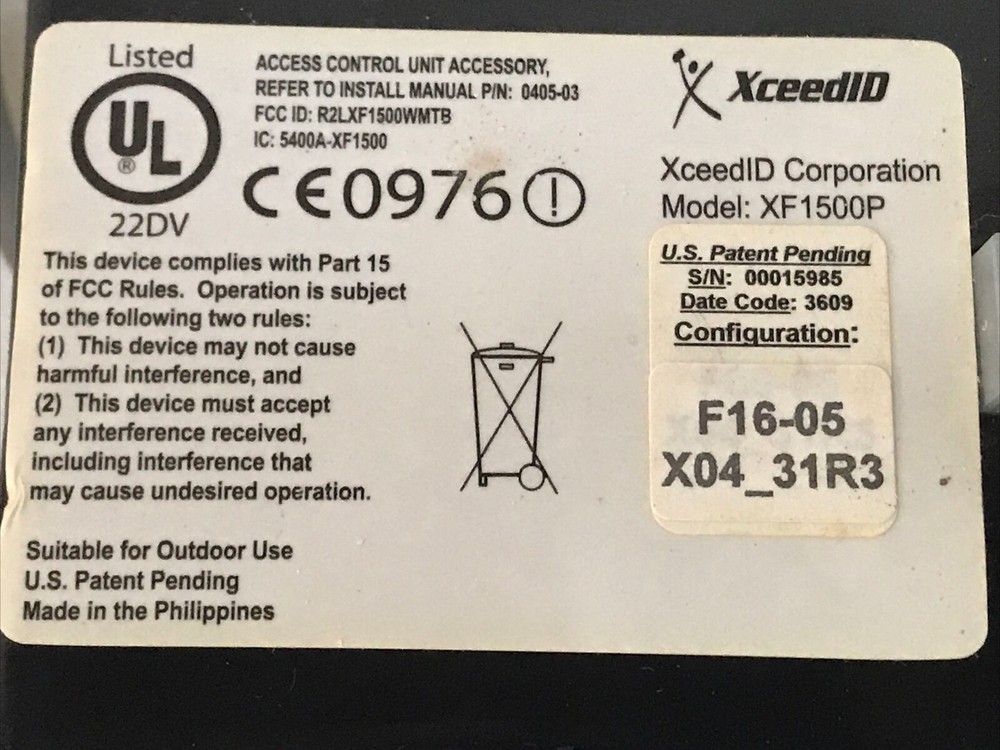 Listed
UL
®
22DV
ACCESS CONTROL UNIT ACCESSORY,
REFER TO INSTALL MANUAL P/N: 0405-03
FCC ID: R2LXF1500WMTB
IC: 5400A-XF1500
CE0976!
This device complies with Part 15
of FCC Rules. Operation is subject
to the following two rules:
(1) This device may not cause
harmful interference, and
(2) This device must accept
any interference received,
including interference that
may cause undesired operation.
Suitable for Outdoor Use
U.S. Patent Pending
Made in the Philippines
XceedID
XceedID Corporation
Model: XF1500P
U.S. Patent Pending
S/N: 00015985
Date Code: 3609
Configuration:
F16-05
X04_31R3